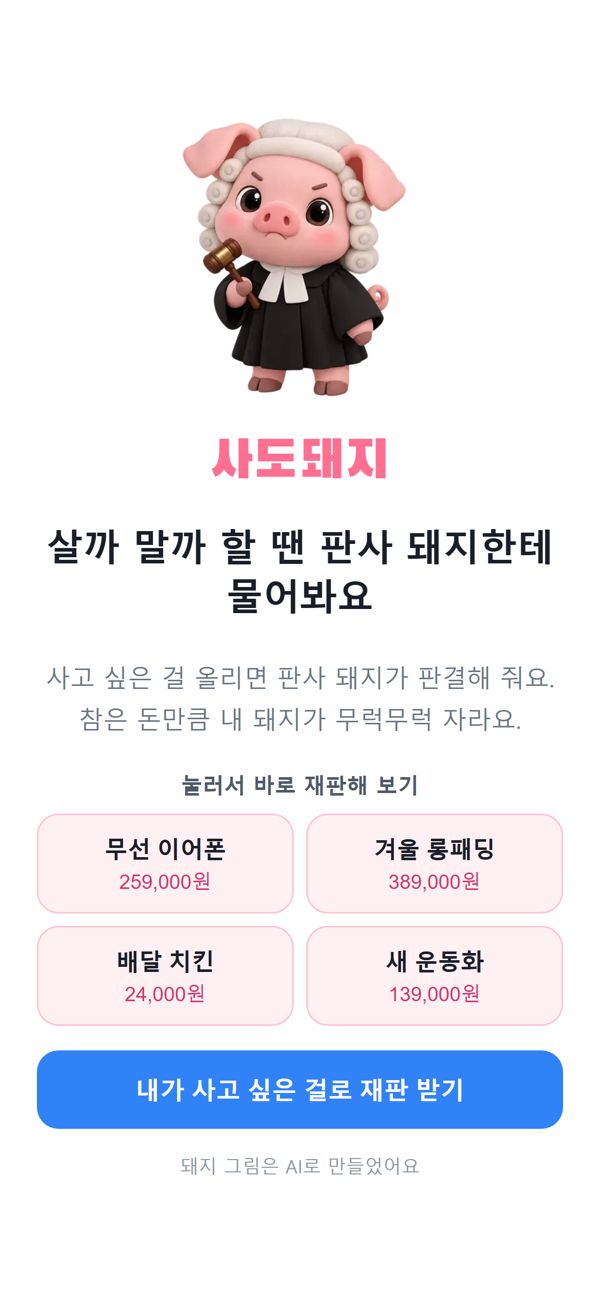 사도돼지
살까 말까 할 땐 판사 돼지한테
물어봐요
사고 싶은 걸 올리면 판사 돼지가 판결해 줘요.
참은 돈만큼 내 돼지가 무럭무럭 자라요.
눌러서 바로 재판해 보기
무선 이어폰
259,000원
겨울 롱패딩
389,000원
배달 치킨
24,000원
새 운동화
139,000원
내가 사고 싶은 걸로 재판 받기
돼지 그림은 AI로 만들었어요